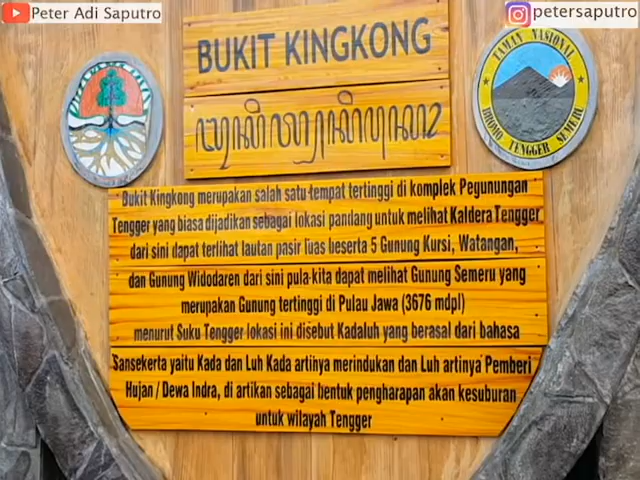 Peter Adi Saputro
petersaputro
BUKIT KINGKONG
TAMAN NASIONAL
BROMO TENGGER SEMERU
Bukit Kingkong merupakan salah satu tempat tertinggi di komplek Pegunungan
Tengger yang biasa dijadikan sebagai lokasi pandang untuk melihat Kaldera Tengger
dari sini dapat terlihat lautan pasir luas beserta 5 Gunung Kursi, Watangan,
dan Gunung Widodaren dari sini pula kita dapat melihat Gunung Semeru yang
merupakan Gunung tertinggi di Pulau Jawa (3676 mdpl)
menurut Suku Tengger lokasi ini disebut Kadaluh yang berasal dari bahasa
Sansekerta yaitu Kada dan Luh Kada artinya merindukan dan Luh artinya Pemberi
Hujan / Dewa Indra, di artikan sebagai bentuk pengharapan akan kesuburan
untuk wilayah Tengger
Peter Adi Saputro
petersaputro